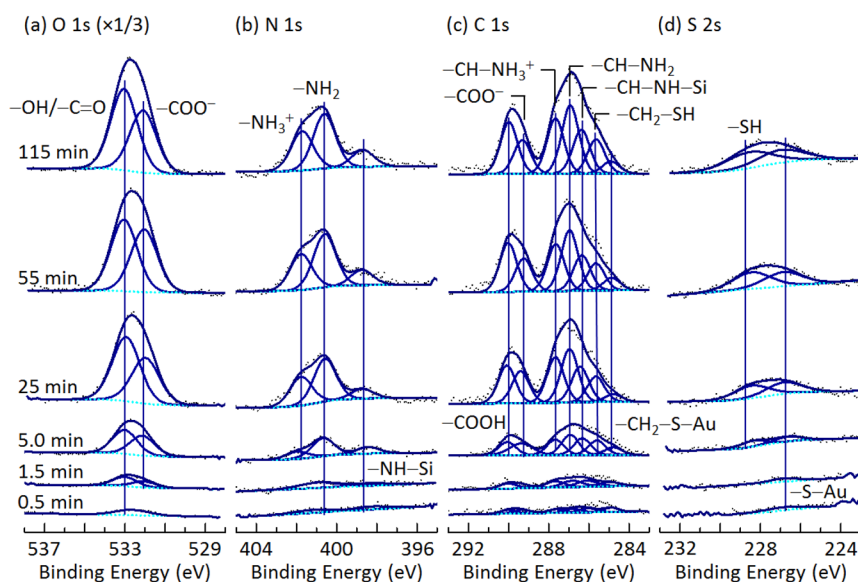 (a) O 1s (×1/3)
(b) N 1s
(c) C 1s
(d) S 2s
−OH/−C=O
−COO⁻
115 min
55 min
25 min
5.0 min
1.5 min
0.5 min
−NH₃⁺
−NH₂
−NH−Si
−CH−NH₃⁺
−COO⁻
−CH−NH₂
−CH−NH−Si
−CH₂−SH
−COOH
−CH₂−S−Au
−SH
−S−Au
537 533 529
404 400 396
292 288 284
232 228 224
Binding Energy (eV)
Binding Energy (eV)
Binding Energy (eV)
Binding Energy (eV)